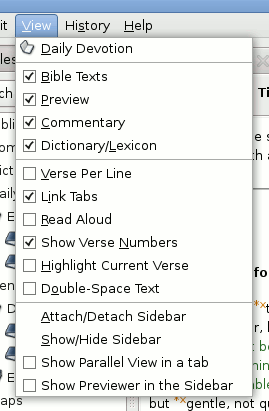 it View History Help
Daily Devotion
Bible Texts
Preview
Commentary
Dictionary/Lexicon
Verse Per Line
Link Tabs
Read Aloud
Show Verse Numbers
Highlight Current Verse
Double-Space Text
Attach/Detach Sidebar
Show/Hide Sidebar
Show Parallel View in a tab
Show Previewer in the Sidebar
aps but *x gentle, not qu